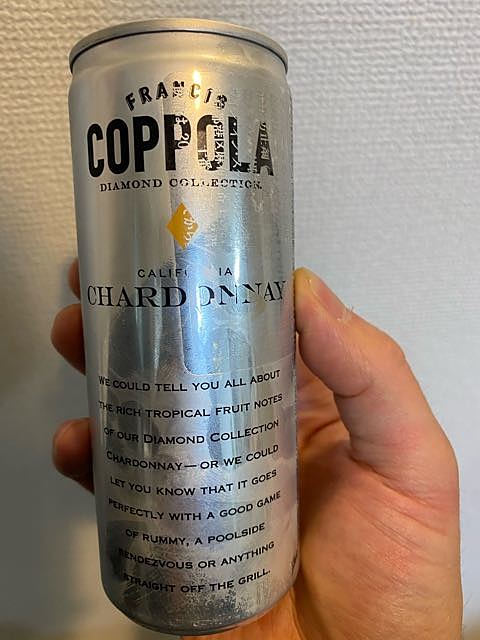 FRANCIS
COPPOLA
DIAMOND COLLECTION.
CALIFORNIA
CHARDONNAY
WE COULD TELL YOU ALL ABOUT
THE RICH TROPICAL FRUIT NOTES
OF OUR DIAMOND COLLECTION
CHARDONNAY—OR WE COULD
LET YOU KNOW THAT IT GOES
PERFECTLY WITH A GOOD GAME
OF RUMMY, A POOLSIDE
RENDEZVOUS OR ANYTHING
STRAIGHT OFF THE GRILL.